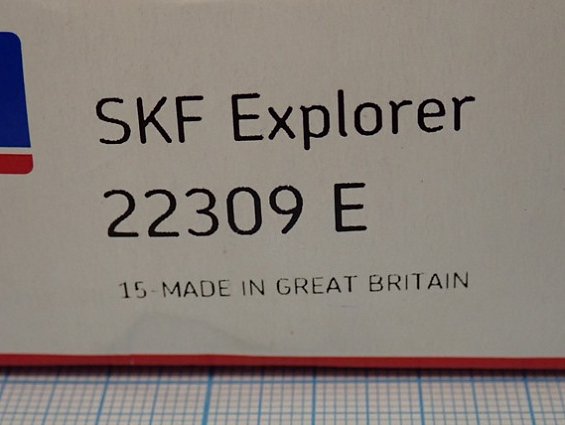 SKF Explorer
22309 E
15-MADE IN GREAT BRITAIN